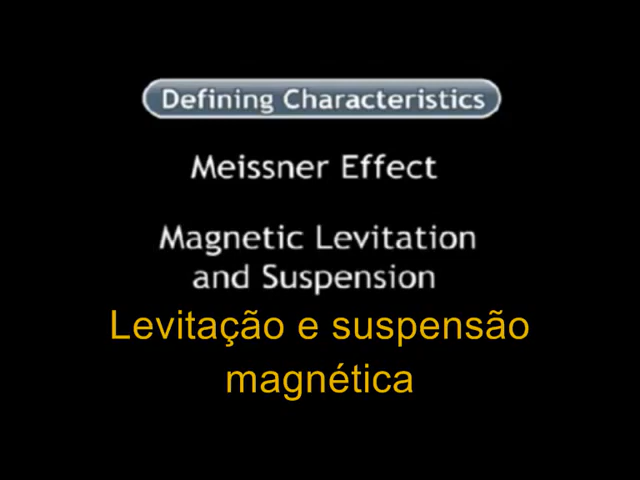 Defining Characteristics
Meissner Effect
Magnetic Levitation
and Suspension
Levitação e suspensão
magnética